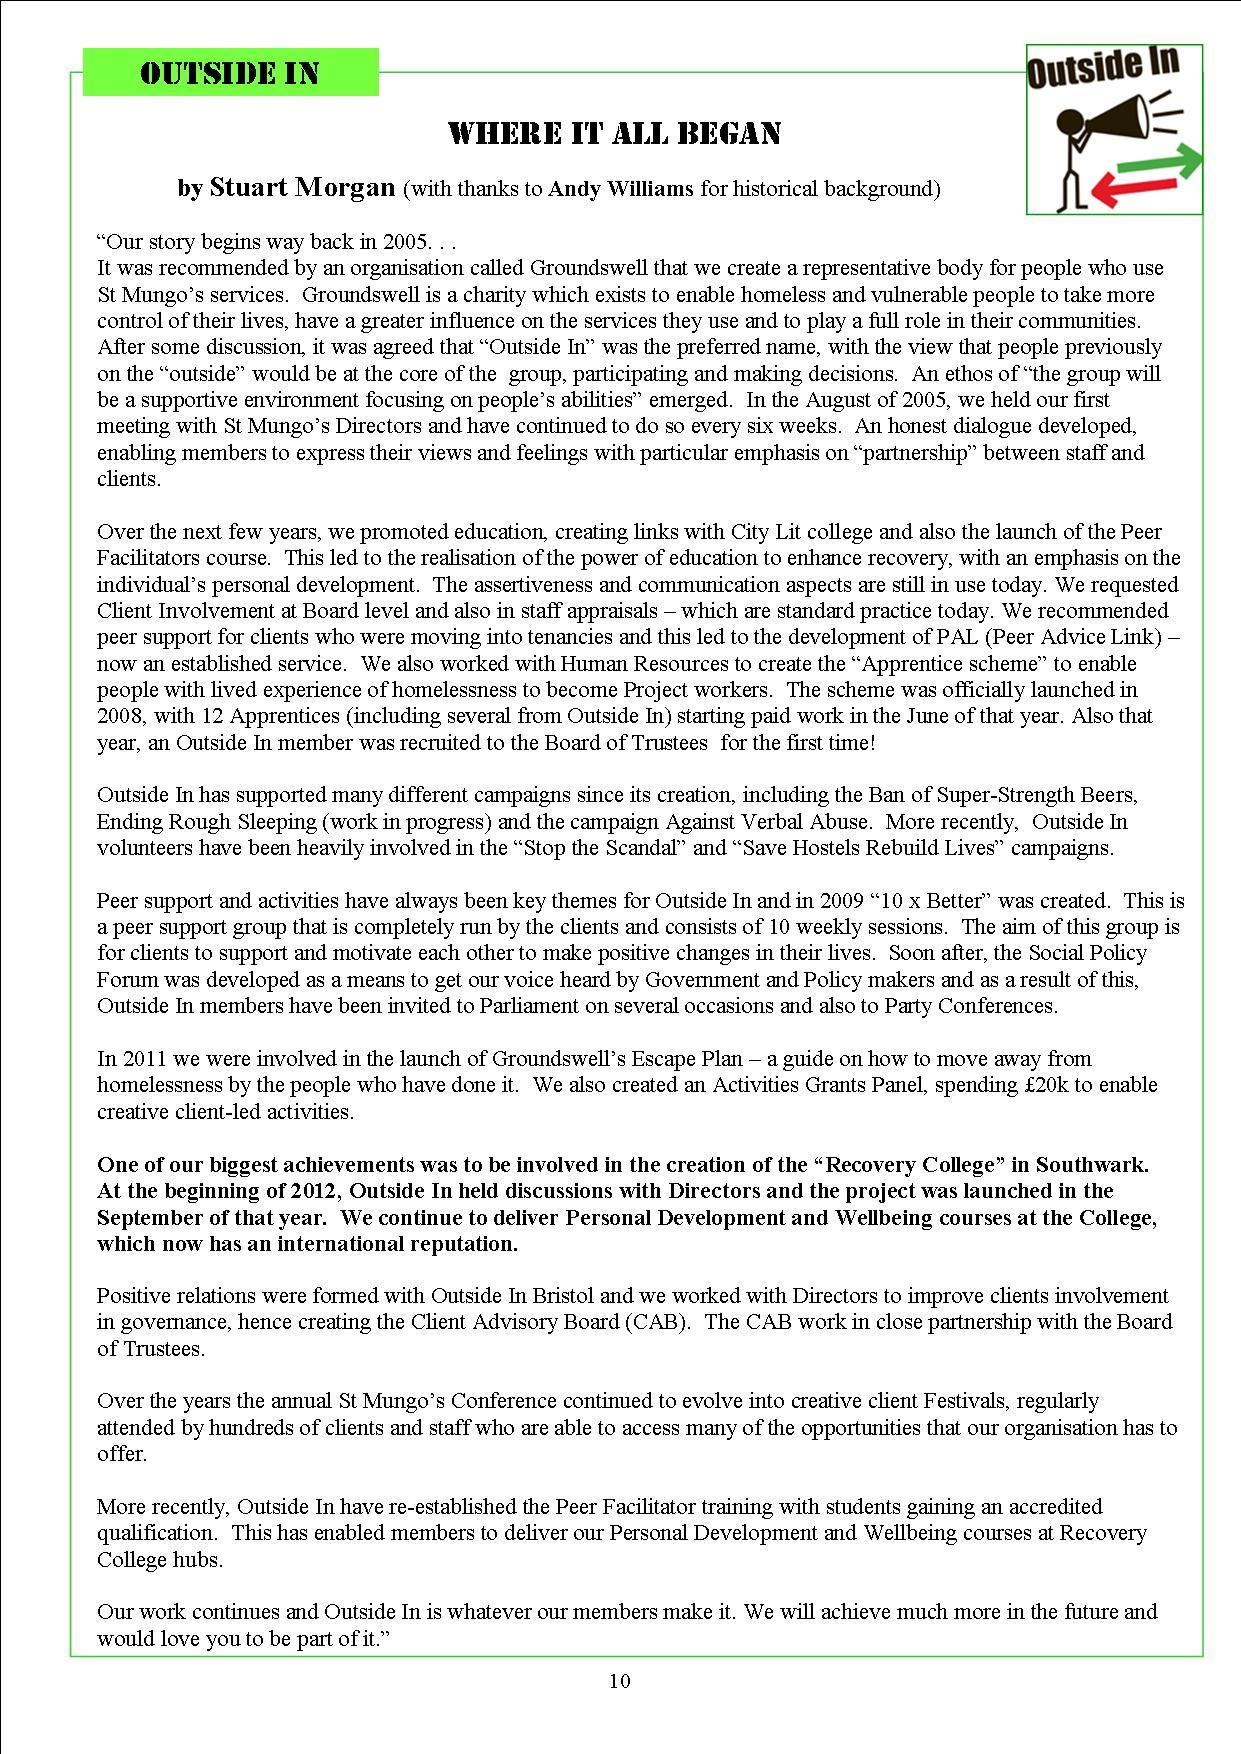 OUTSIDE IN
Outside In
WHERE IT ALL BEGAN
by Stuart Morgan (with thanks to Andy Williams for historical background)
“Our story begins way back in 2005. . .
It was recommended by an organisation called Groundswell that we create a representative body for people who use
St Mungo’s services.  Groundswell is a charity which exists to enable homeless and vulnerable people to take more
control of their lives, have a greater influence on the services they use and to play a full role in their communities.
After some discussion, it was agreed that “Outside In” was the preferred name, with the view that people previously
on the “outside” would be at the core of the  group, participating and making decisions.  An ethos of “the group will
be a supportive environment focusing on people’s abilities” emerged.  In the August of 2005, we held our first
meeting with St Mungo’s Directors and have continued to do so every six weeks.  An honest dialogue developed,
enabling members to express their views and feelings with particular emphasis on “partnership” between staff and
clients.
Over the next few years, we promoted education, creating links with City Lit college and also the launch of the Peer
Facilitators course.  This led to the realisation of the power of education to enhance recovery, with an emphasis on the
individual’s personal development.  The assertiveness and communication aspects are still in use today. We requested
Client Involvement at Board level and also in staff appraisals – which are standard practice today. We recommended
peer support for clients who were moving into tenancies and this led to the development of PAL (Peer Advice Link) –
now an established service.  We also worked with Human Resources to create the “Apprentice scheme” to enable
people with lived experience of homelessness to become Project workers.  The scheme was officially launched in
2008, with 12 Apprentices (including several from Outside In) starting paid work in the June of that year. Also that
year, an Outside In member was recruited to the Board of Trustees  for the first time!
Outside In has supported many different campaigns since its creation, including the Ban of Super-Strength Beers,
Ending Rough Sleeping (work in progress) and the campaign Against Verbal Abuse.  More recently,  Outside In
volunteers have been heavily involved in the “Stop the Scandal” and “Save Hostels Rebuild Lives” campaigns.
Peer support and activities have always been key themes for Outside In and in 2009 “10 x Better” was created.  This is
a peer support group that is completely run by the clients and consists of 10 weekly sessions.  The aim of this group is
for clients to support and motivate each other to make positive changes in their lives.  Soon after, the Social Policy
Forum was developed as a means to get our voice heard by Government and Policy makers and as a result of this,
Outside In members have been invited to Parliament on several occasions and also to Party Conferences.
In 2011 we were involved in the launch of Groundswell’s Escape Plan – a guide on how to move away from
homelessness by the people who have done it.  We also created an Activities Grants Panel, spending £20k to enable
creative client-led activities.
One of our biggest achievements was to be involved in the creation of the “Recovery College” in Southwark.
At the beginning of 2012, Outside In held discussions with Directors and the project was launched in the
September of that year.  We continue to deliver Personal Development and Wellbeing courses at the College,
which now has an international reputation.
Positive relations were formed with Outside In Bristol and we worked with Directors to improve clients involvement
in governance, hence creating the Client Advisory Board (CAB).  The CAB work in close partnership with the Board
of Trustees.
Over the years the annual St Mungo’s Conference continued to evolve into creative client Festivals, regularly
attended by hundreds of clients and staff who are able to access many of the opportunities that our organisation has to
offer.
More recently, Outside In have re-established the Peer Facilitator training with students gaining an accredited
qualification.  This has enabled members to deliver our Personal Development and Wellbeing courses at Recovery
College hubs.
Our work continues and Outside In is whatever our members make it. We will achieve much more in the future and
would love you to be part of it.”
10